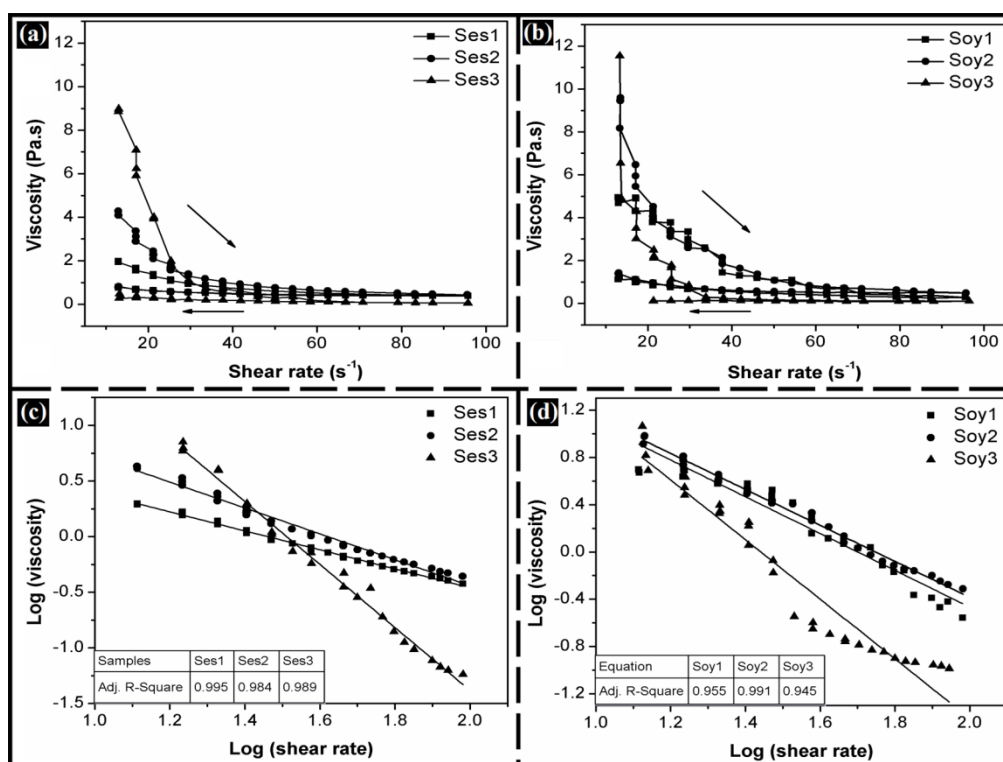 (a)
Ses1
Ses2
Ses3
12
10
8
6
4
2
0
Viscosity (Pa.s)
20 40 60 80 100
Shear rate (s⁻¹)
(b)
Soy1
Soy2
Soy3
12
10
8
6
4
2
0
Viscosity (Pa.s)
20 40 60 80 100
Shear rate (s⁻¹)
(c)
Ses1
Ses2
Ses3
1.0
0.5
0.0
-0.5
-1.0
-1.5
Log (viscosity)
Samples Ses1 Ses2 Ses3
Adj. R-Square 0.995 0.984 0.989
1.0 1.2 1.4 1.6 1.8 2.0
Log (shear rate)
(d)
Soy1
Soy2
Soy3
1.2
0.8
0.4
0.0
-0.4
-0.8
-1.2
Log (viscosity)
Equation Soy1 Soy2 Soy3
Adj. R-Square 0.955 0.991 0.945
1.0 1.2 1.4 1.6 1.8 2.0
Log (shear rate)